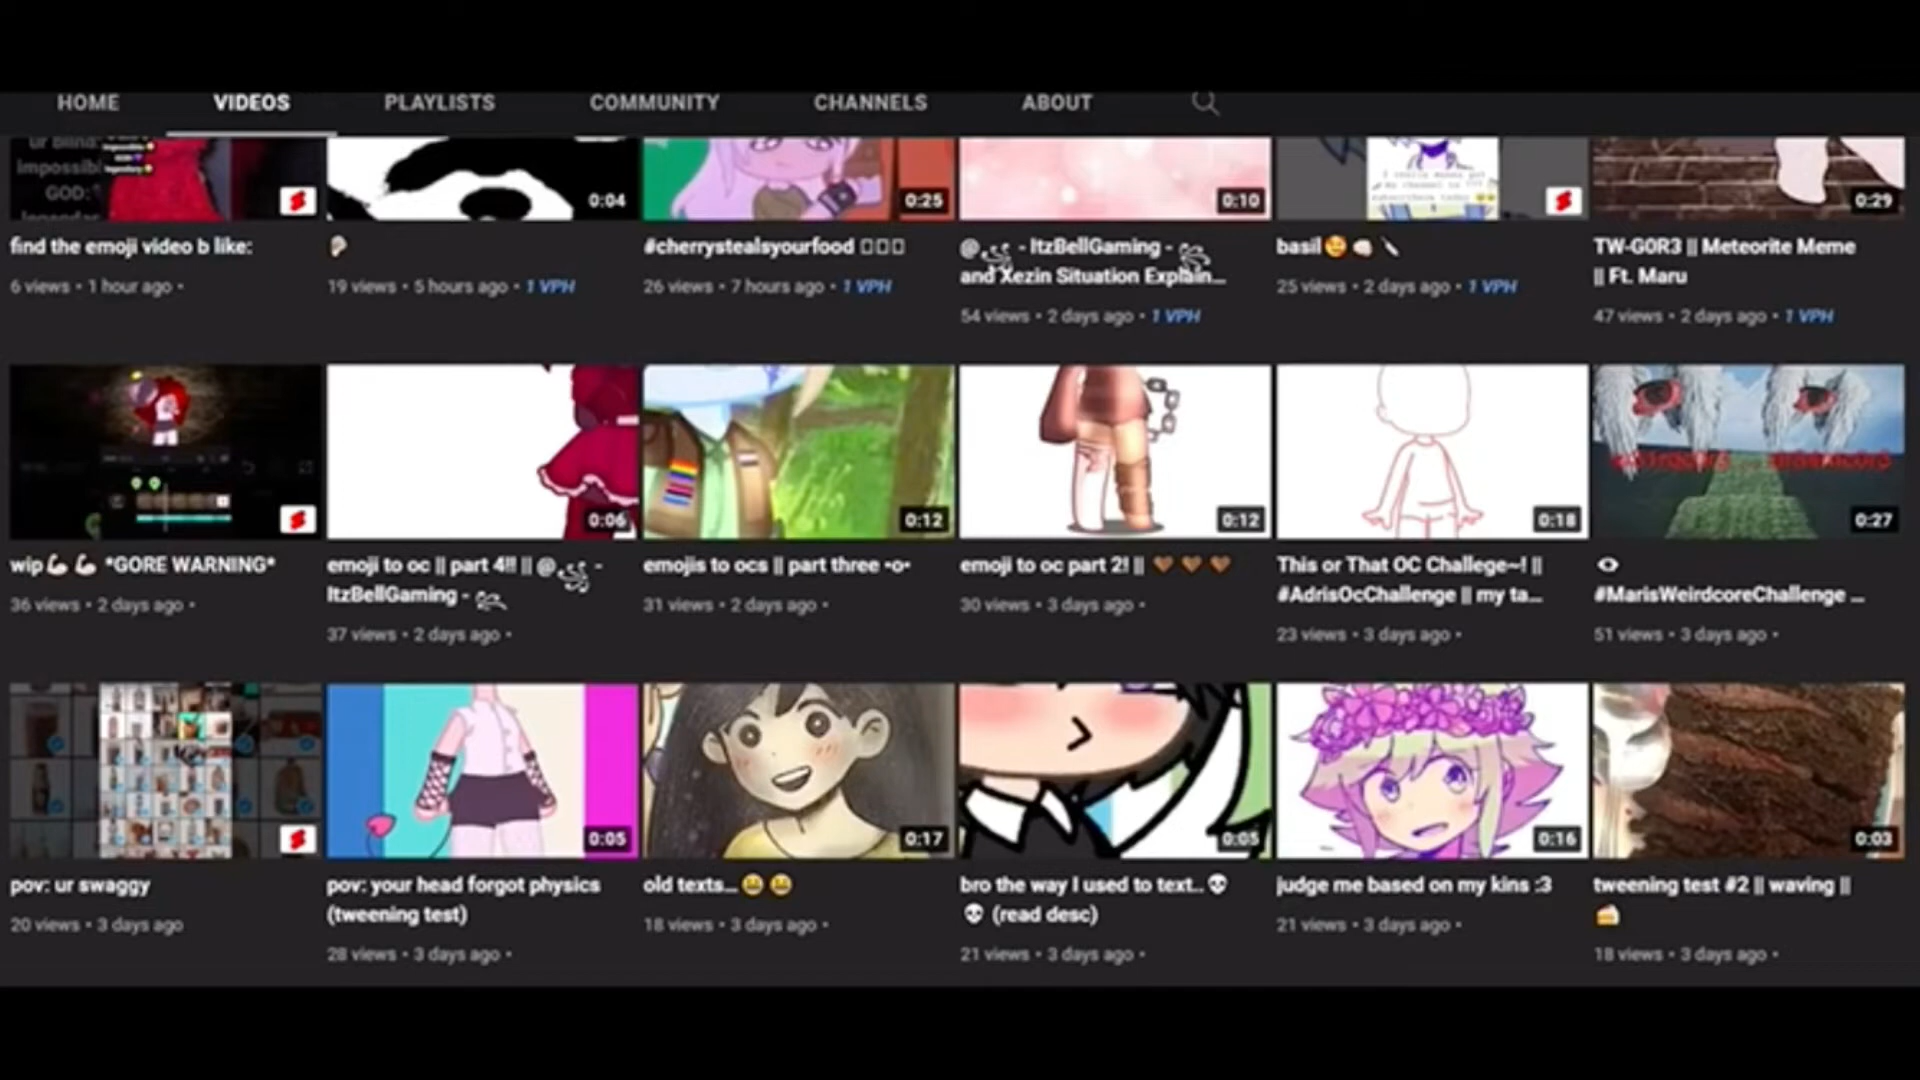 HOME VIDEOS PLAYLISTS COMMUNITY CHANNELS ABOUT
ur blind:
Impossib
GOD:
legendar
0:04
0:25
0:10
0:29
find the emoji video b like:
6 views • 1 hour ago •
🦻
19 views • 5 hours ago • 1 VPH
#cherrystealsyourfood
26 views • 7 hours ago • 1 VPH
@ - ItzBellGaming -
and Xezin Situation Explain...
54 views • 2 days ago • 1 VPH
basil
25 views • 2 days ago • 1 VPH
TW-G0R3 || Meteorite Meme
|| Ft. Maru
47 views • 2 days ago • 1 VPH
0:06
0:12
0:12
0:18
0:27
wip💪💪 *GORE WARNING*
36 views • 2 days ago •
emoji to oc || part 4!! || @ -
ItzBellGaming -
37 views • 2 days ago •
emojis to ocs || part three •o•
31 views • 2 days ago •
emoji to oc part 2! || 🤎 🤎 🤎
30 views • 3 days ago •
This or That OC Challege~! ||
#AdrisOcChallenge || my ta...
23 views • 3 days ago •
👁
#MarisWeirdcoreChallenge ...
51 views • 3 days ago •
0:05
0:17
0:05
0:16
0:03
pov: ur swaggy
20 views • 3 days ago
pov: your head forgot physics
(tweening test)
28 views • 3 days ago •
old texts...
18 views • 3 days ago •
bro the way I used to text..💀
💀 (read desc)
21 views • 3 days ago •
judge me based on my kins :3
21 views • 3 days ago •
tweening test #2 || waving ||
🍰
18 views • 3 days ago •